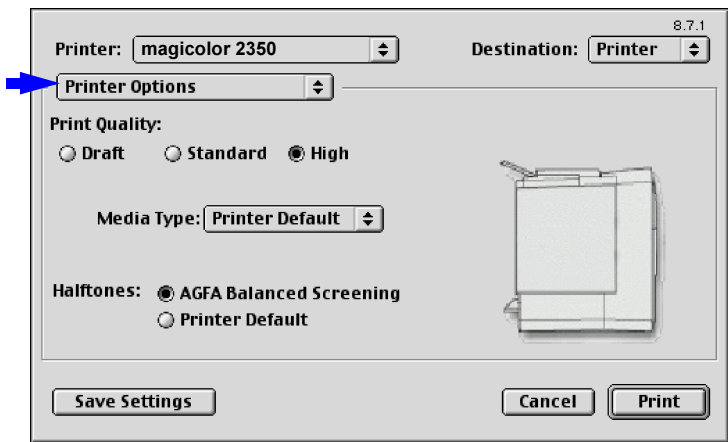 8.7.1
Printer: magicolor 2350 Destination: Printer
Printer Options
Print Quality:
Draft Standard High
Media Type: Printer Default
Halftones: AGFA Balanced Screening
Printer Default
Save Settings Cancel Print